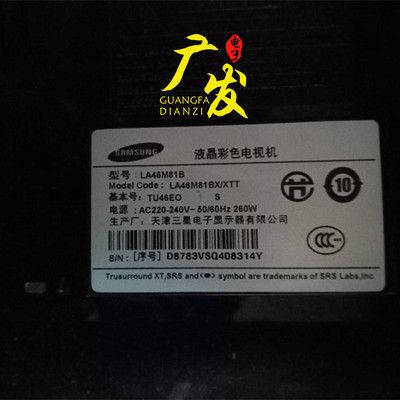 广发
电子
GUANGFA
DIANZI
SAMSUNG
液晶彩色电视机
型号: LA46M81B
Model Code : LA46M81BX/XTT
基本号: TU46EO S
电源: AC220-240V~ 50/60Hz 260W
生产厂: 天津三星电子显示器有限公司
S/N: [序号] D8783VSQ408314Y
10
CCC
Trusurround XT,SRS and (●) symbol are trademarks of SRS Labs,Inc.